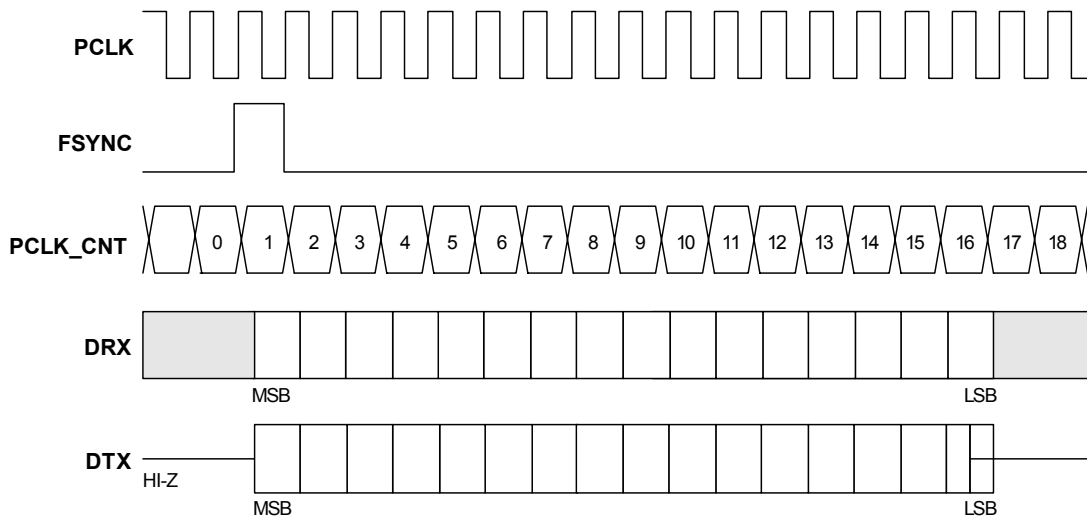 PCLK
FSYNC
PCLK_CNT 0 1 2 3 4 5 6 7 8 9 10 11 12 13 14 15 16 17 18
DRX
MSB LSB
DTX
HI-Z
MSB LSB